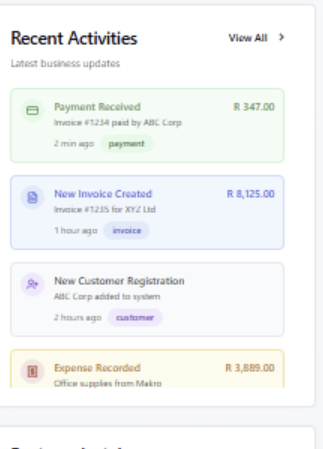 Recent Activities
View All
Latest business updates
Payment Received
R 347.00
Invoice #1234 paid by ABC Corp
2 min ago payment
New Invoice Created
R 8,125.00
Invoice #1235 for XYZ Ltd
1 hour ago invoice
New Customer Registration
ABC Corp added to system
2 hours ago customer
Expense Recorded
R 3,889.00
Office supplies from Makro